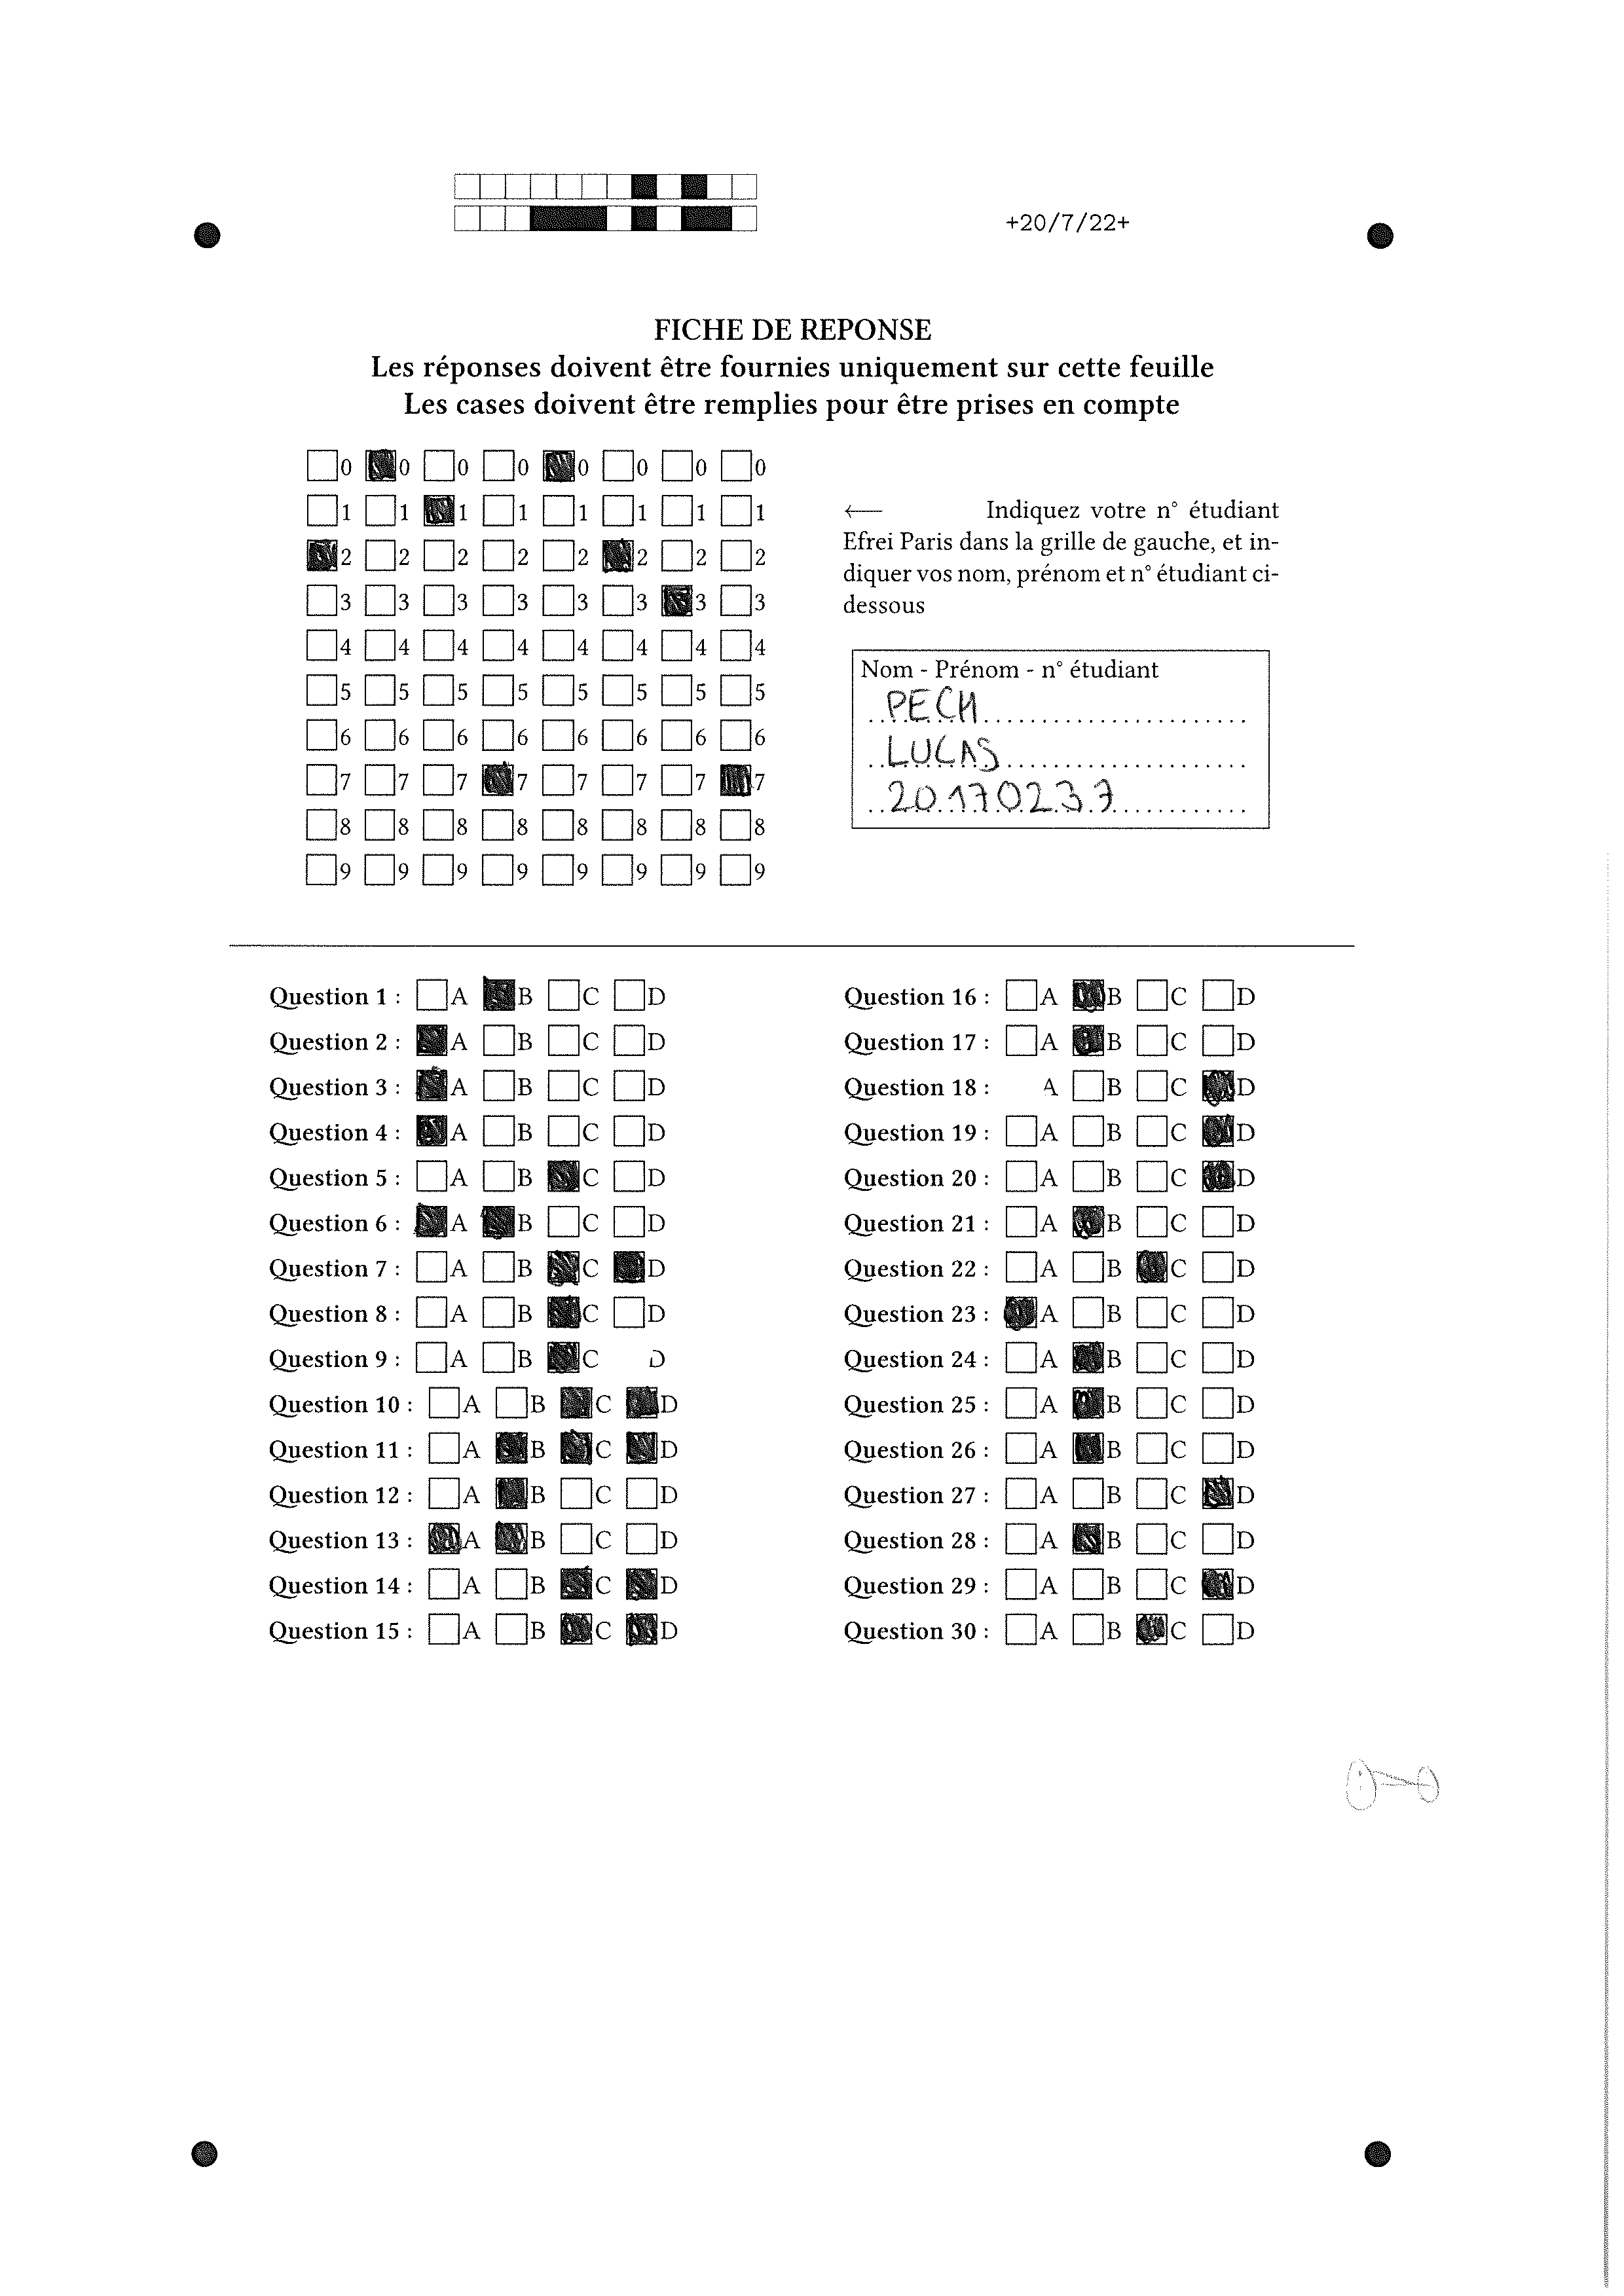 +20/7/22+
FICHE DE REPONSE
Les réponses doivent être fournies uniquement sur cette feuille
Les cases doivent être remplies pour être prises en compte
0 0 0 0 0 0 0 0
1 1 1 1 1 1 1 1
2 2 2 2 2 2 2 2
3 3 3 3 3 3 3 3
4 4 4 4 4 4 4 4
5 5 5 5 5 5 5 5
6 6 6 6 6 6 6 6
7 7 7 7 7 7 7 7
8 8 8 8 8 8 8 8
9 9 9 9 9 9 9 9
← Indiquez votre n° étudiant
Efrei Paris dans la grille de gauche, et in-
diquer vos nom, prénom et n° étudiant ci-
dessous
Nom - Prénom - n° étudiant
PECH
LUCAS
20170237
Question 1 : A B C D
Question 2 : A B C D
Question 3 : A B C D
Question 4 : A B C D
Question 5 : A B C D
Question 6 : A B C D
Question 7 : A B C D
Question 8 : A B C D
Question 9 : A B C D
Question 10 : A B C D
Question 11 : A B C D
Question 12 : A B C D
Question 13 : A B C D
Question 14 : A B C D
Question 15 : A B C D
Question 16 : A B C D
Question 17 : A B C D
Question 18 : A B C D
Question 19 : A B C D
Question 20 : A B C D
Question 21 : A B C D
Question 22 : A B C D
Question 23 : A B C D
Question 24 : A B C D
Question 25 : A B C D
Question 26 : A B C D
Question 27 : A B C D
Question 28 : A B C D
Question 29 : A B C D
Question 30 : A B C D